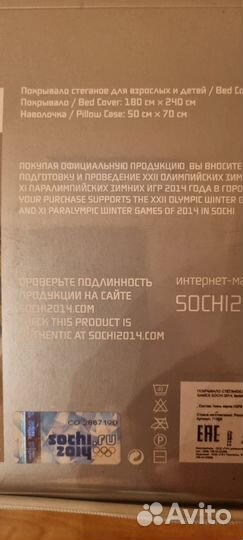 Покрывало стеганое для взрослых и детей / Bed Cov
Покрывало / Bed Cover: 180 см × 240 см
Наволочка / Pillow Case: 50 см × 70 см
ПОКУПАЯ ОФИЦИАЛЬНУЮ ПРОДУКЦИЮ ВЫ ВНОСИТЕ
ПОДГОТОВКУ И ПРОВЕДЕНИЕ XXII ОЛИМПИЙСКИХ ЗИМН
XI ПАРАЛИМПИЙСКИХ ЗИМНИХ ИГР 2014 ГОДА В ГОРО
YOUR PURCHASE SUPPORTS THE XXII OLYMPIC WINTER G
AND XI PARALYMPIC WINTER GAMES OF 2014 IN SOCHI
ПРОВЕРЬТЕ ПОДЛИННОСТЬ
ПРОДУКЦИИ НА САЙТЕ
SOCHI2014.COM
CHECK THIS PRODUCT IS
AUTHENTIC AT SOCHI2014.COM
ИНТЕРНЕТ-МА
SOCHI2
sochi.ru
2014
EAC
Avito